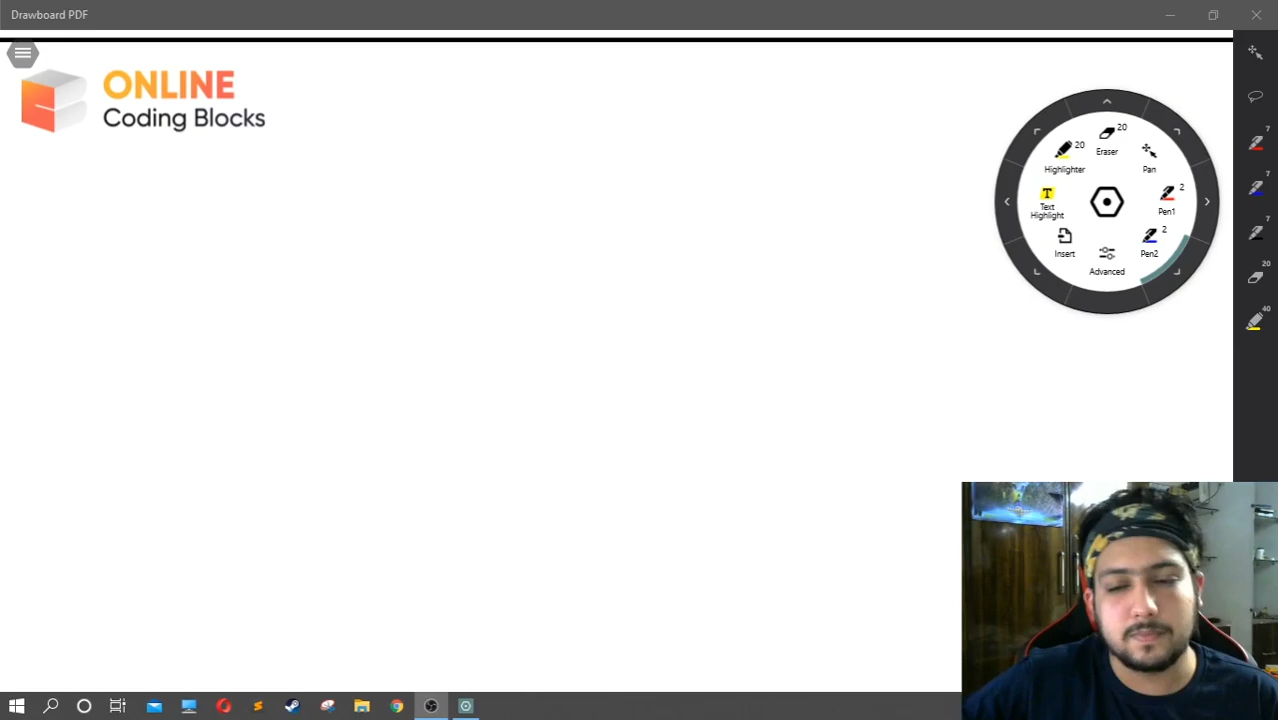 Drawboard PDF
ONLINE
Coding Blocks
20
Eraser
20
Highlighter
Pan
T
Text
Highlight
2
Pen1
Insert
2
Pen2
Advanced
7
7
7
20
40